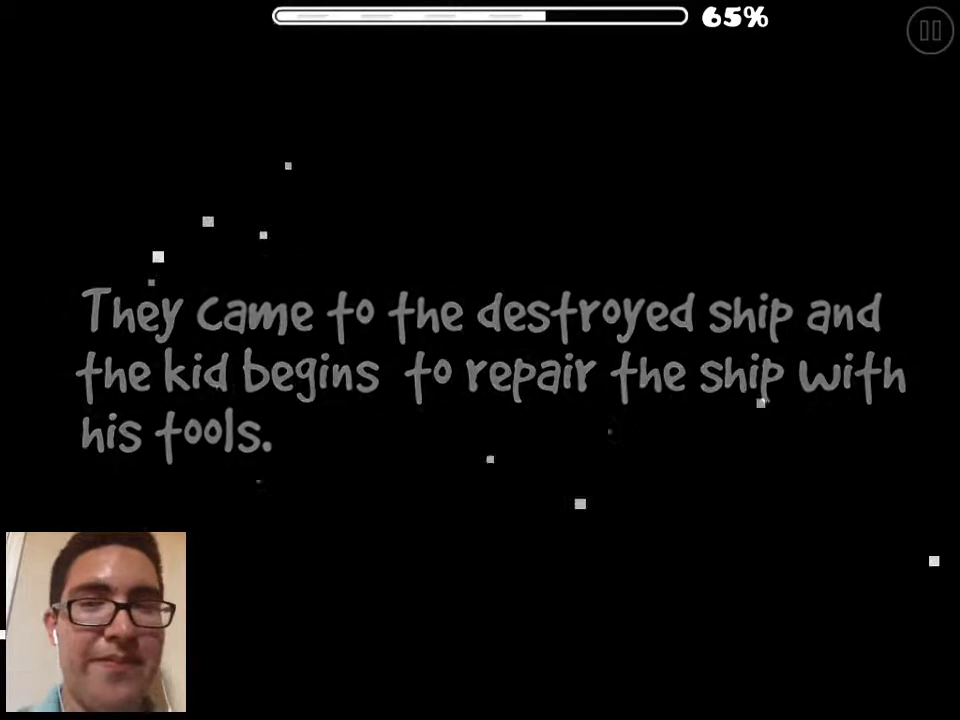 65%
They came to the destroyed ship and
the kid begins to repair the ship with
his tools.